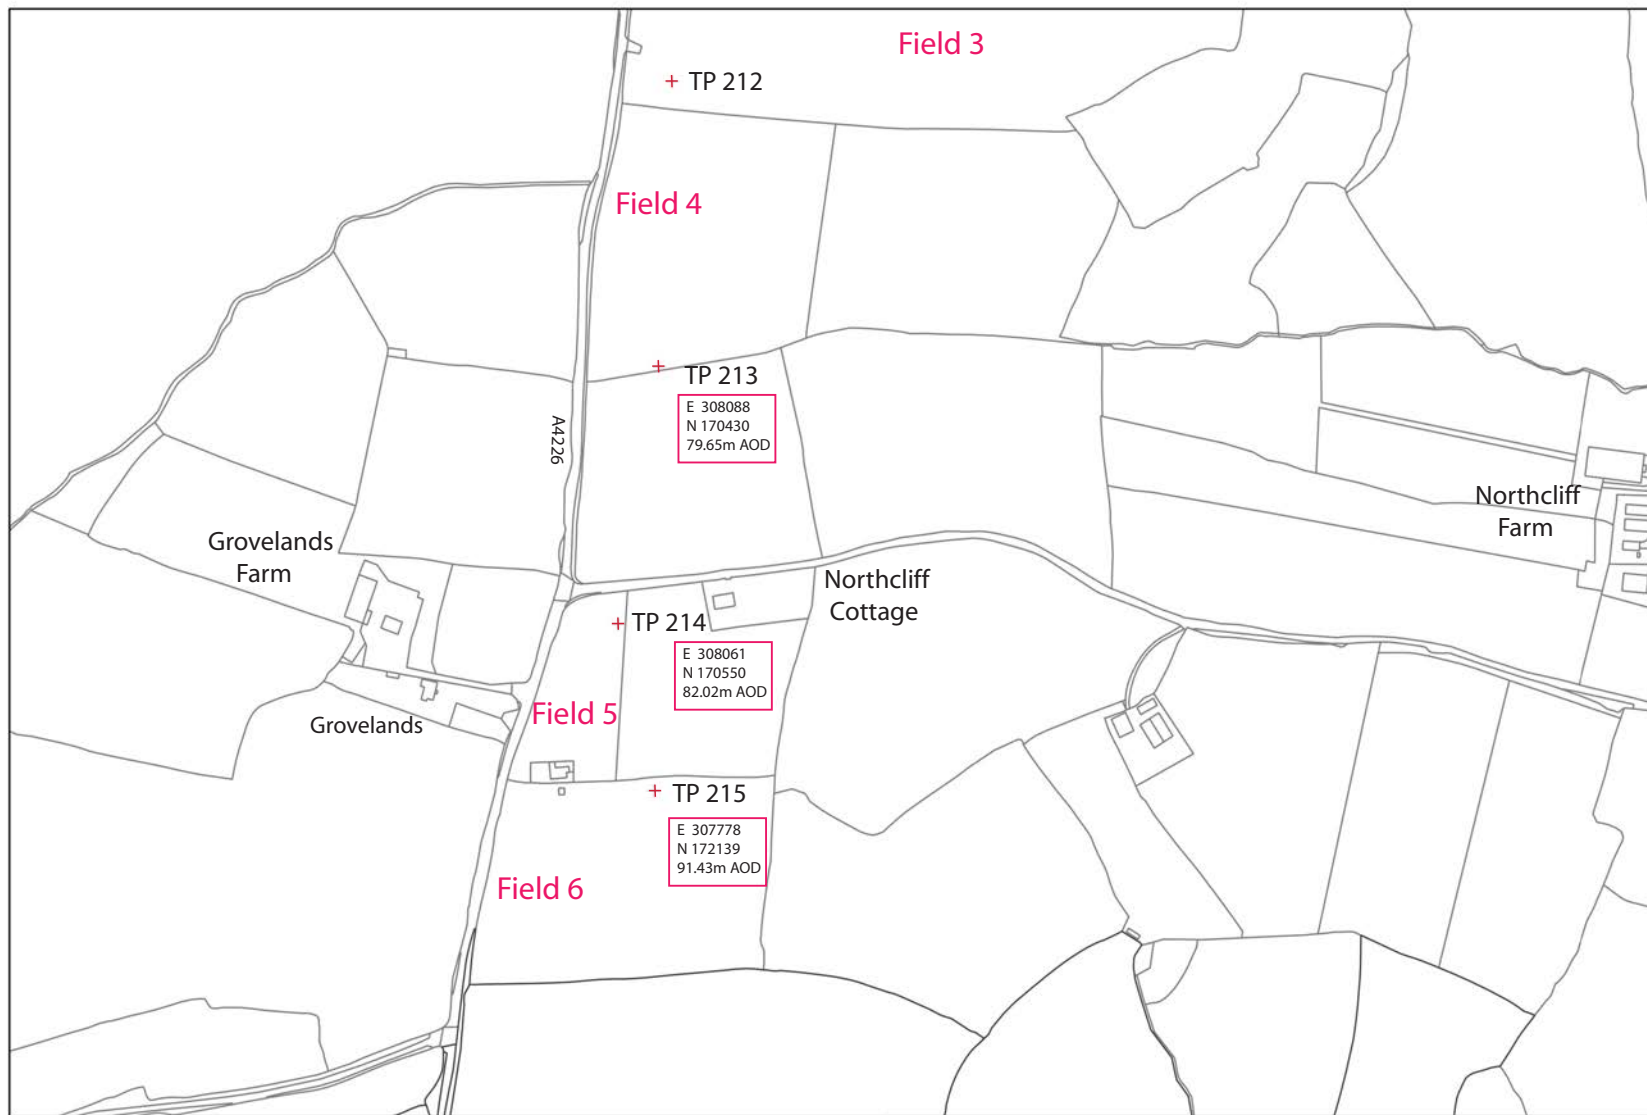 Field 3
TP 212
Field 4
TP 213
E 308088
N 170430
79.65m AOD
A4226
Northcliff
Farm
Grovelands
Farm
Northcliff
Cottage
TP 214
E 308061
N 170550
82.02m AOD
Field 5
Grovelands
TP 215
E 307778
N 172139
91.43m AOD
Field 6